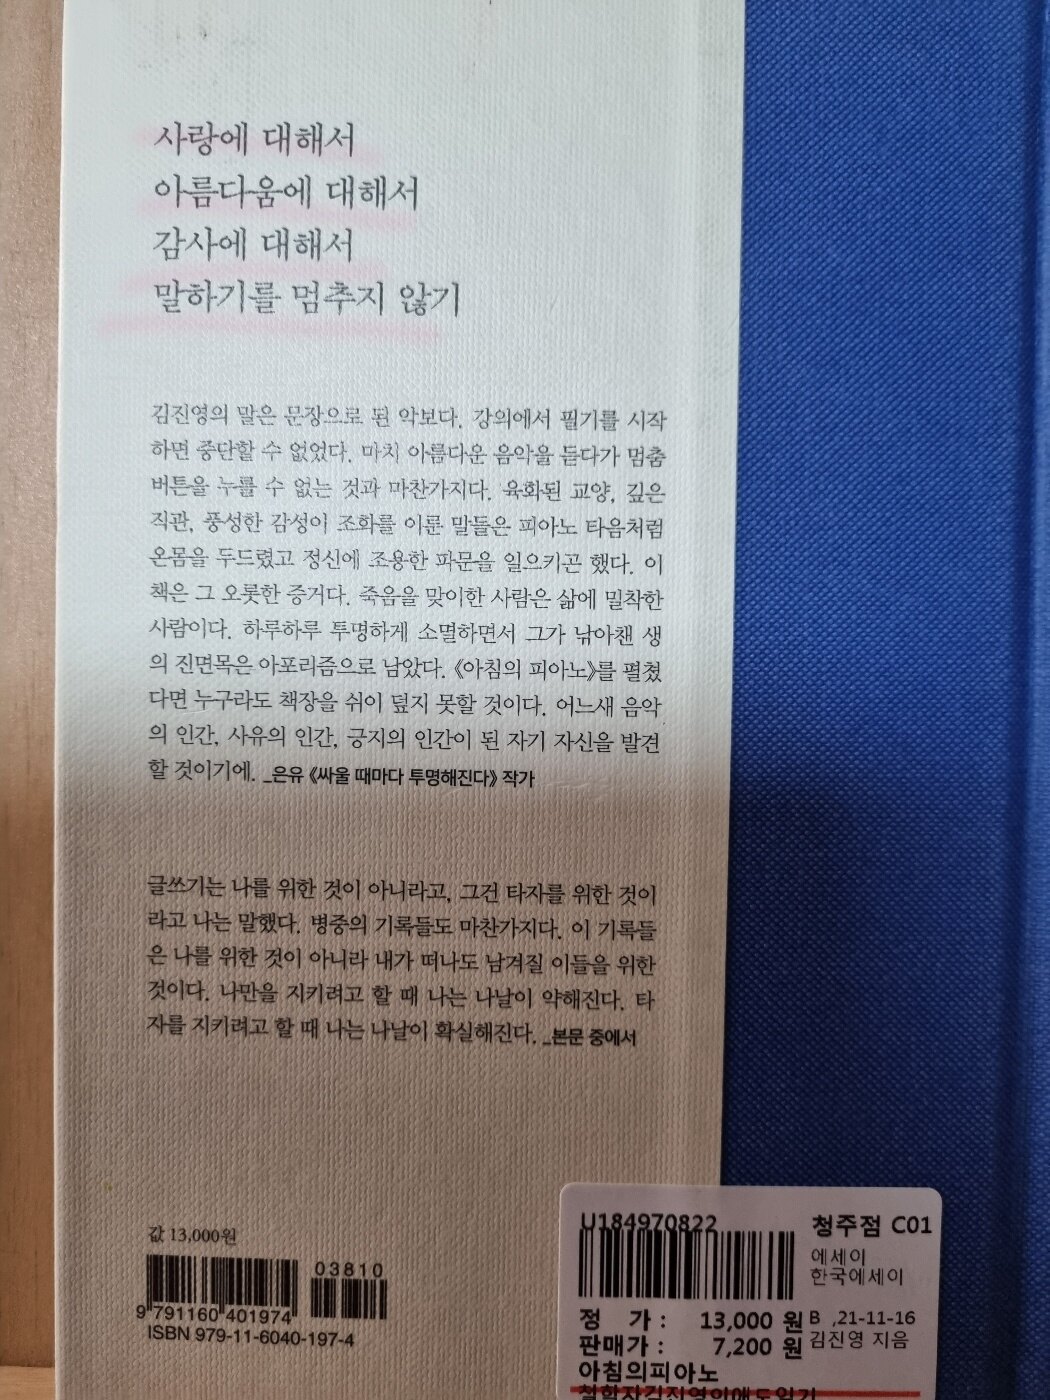 사랑에 대해서
아름다움에 대해서
감사에 대해서
말하기를 멈추지 않기
김진영의 말은 문장으로 된 악보다. 강의에서 필기를 시작
하면 중단할 수 없었다. 마치 아름다운 음악을 듣다가 멈춤
버튼을 누를 수 없는 것과 마찬가지다. 육화된 교양, 깊은
직관, 풍성한 감성이 조화를 이룬 말들은 피아노 타음처럼
온몸을 두드렸고 정신에 조용한 파문을 일으키곤 했다. 이
책은 그 오롯한 증거다. 죽음을 맞이한 사람은 삶에 밀착한
사람이다. 하루하루 투명하게 소멸하면서 그가 낚아챈 생
의 진면목은 아포리즘으로 남았다. 《아침의 피아노》를 펼쳤
다면 누구라도 책장을 쉬이 덮지 못할 것이다. 어느새 음악
의 인간, 사유의 인간, 긍지의 인간이 된 자기 자신을 발견
할 것이기에. _은유 《싸울 때마다 투명해진다》 작가
글쓰기는 나를 위한 것이 아니라고, 그건 타자를 위한 것이
라고 나는 말했다. 병중의 기록들도 마찬가지다. 이 기록들
은 나를 위한 것이 아니라 내가 떠나도 남겨질 이들을 위한
것이다. 나만을 지키려고 할 때 나는 나날이 약해진다. 타
자를 지키려고 할 때 나는 나날이 확실해진다. _본문 중에서
값 13,000원
03810
9 791160 401974
ISBN 979-11-6040-197-4
U184970822
청주점 C01
에세이
한국에세이
정 가 : 13,000 원
B ,21-11-16
판매가 : 7,200 원
김진영 지음
아침의피아노
철학자김진영의애도일기